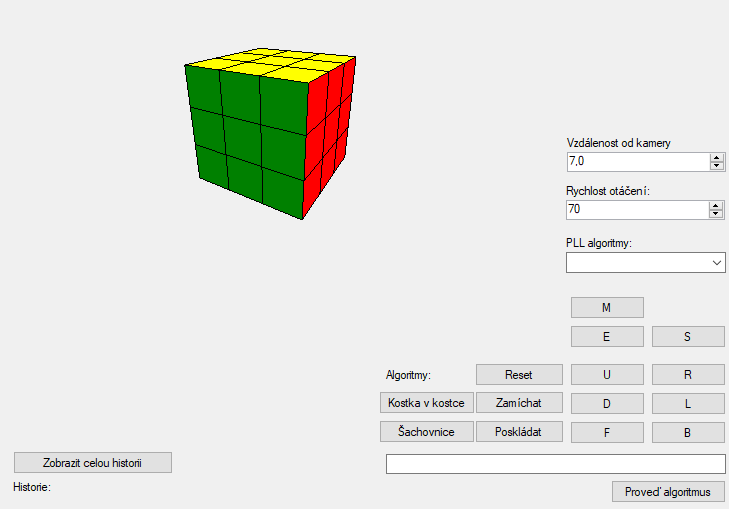 Vzdálenost od kamery
7,0
Rychlost otáčení:
70
PLL algoritmy:
M
E S
Algoritmy: Reset U R
Kostka v kostce Zamíchat D L
Šachovnice Poskládat F B
Zobrazit celou historii
Historie:
Proveď algoritmus